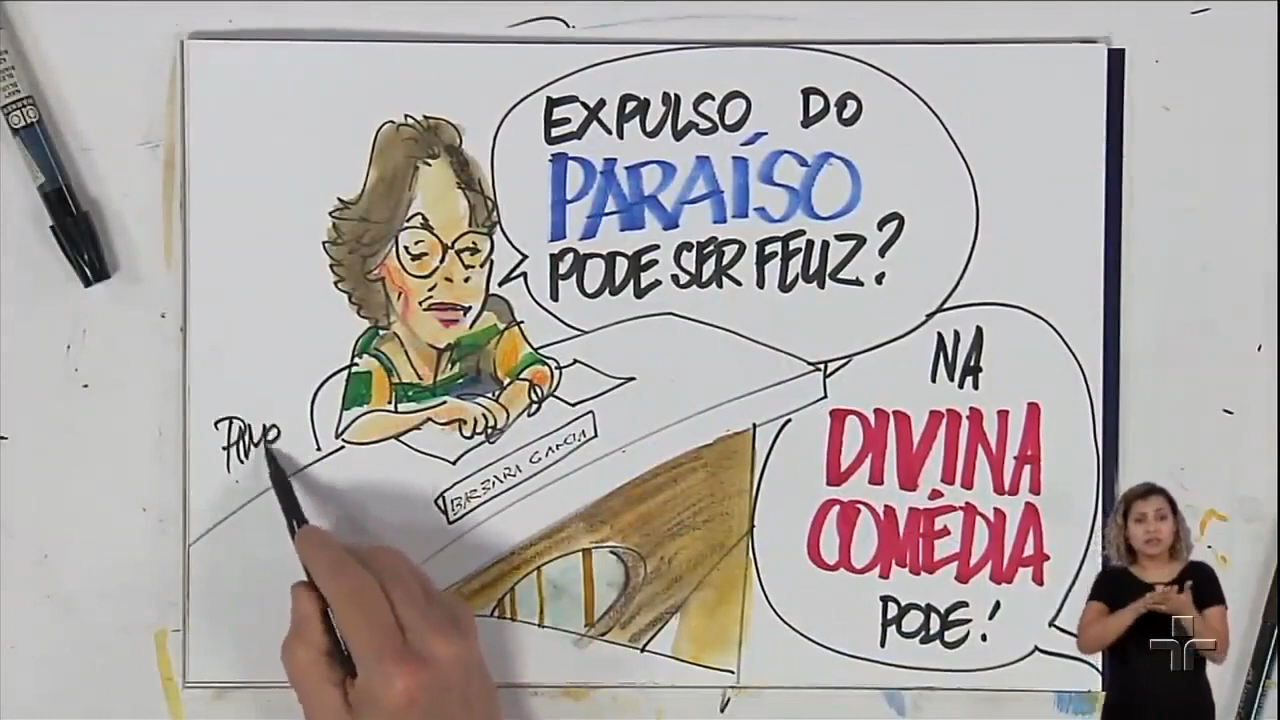 EXPULSO DO
PARAÍSO
PODE SER FELIZ?
NA
DIVINA
COMÉDIA
PODE!
BARBARA GANCIA